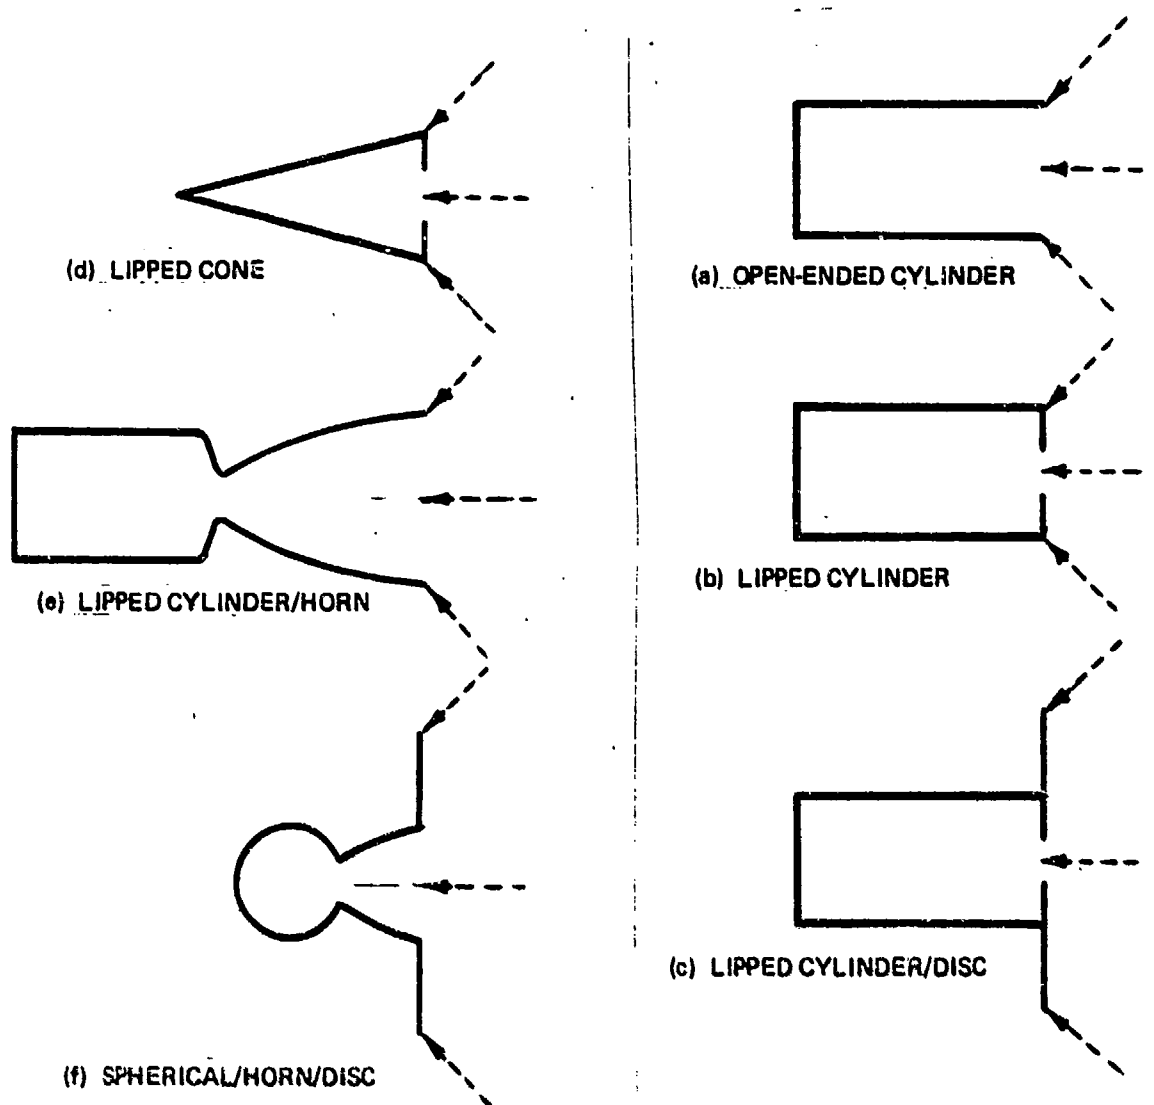 (d) LIPPED CONE
(e) LIPPED CYLINDER/HORN
(f) SPHERICAL/HORN/DISC
(a) OPEN-ENDED CYLINDER
(b) LIPPED CYLINDER
(c) LIPPED CYLINDER/DISC